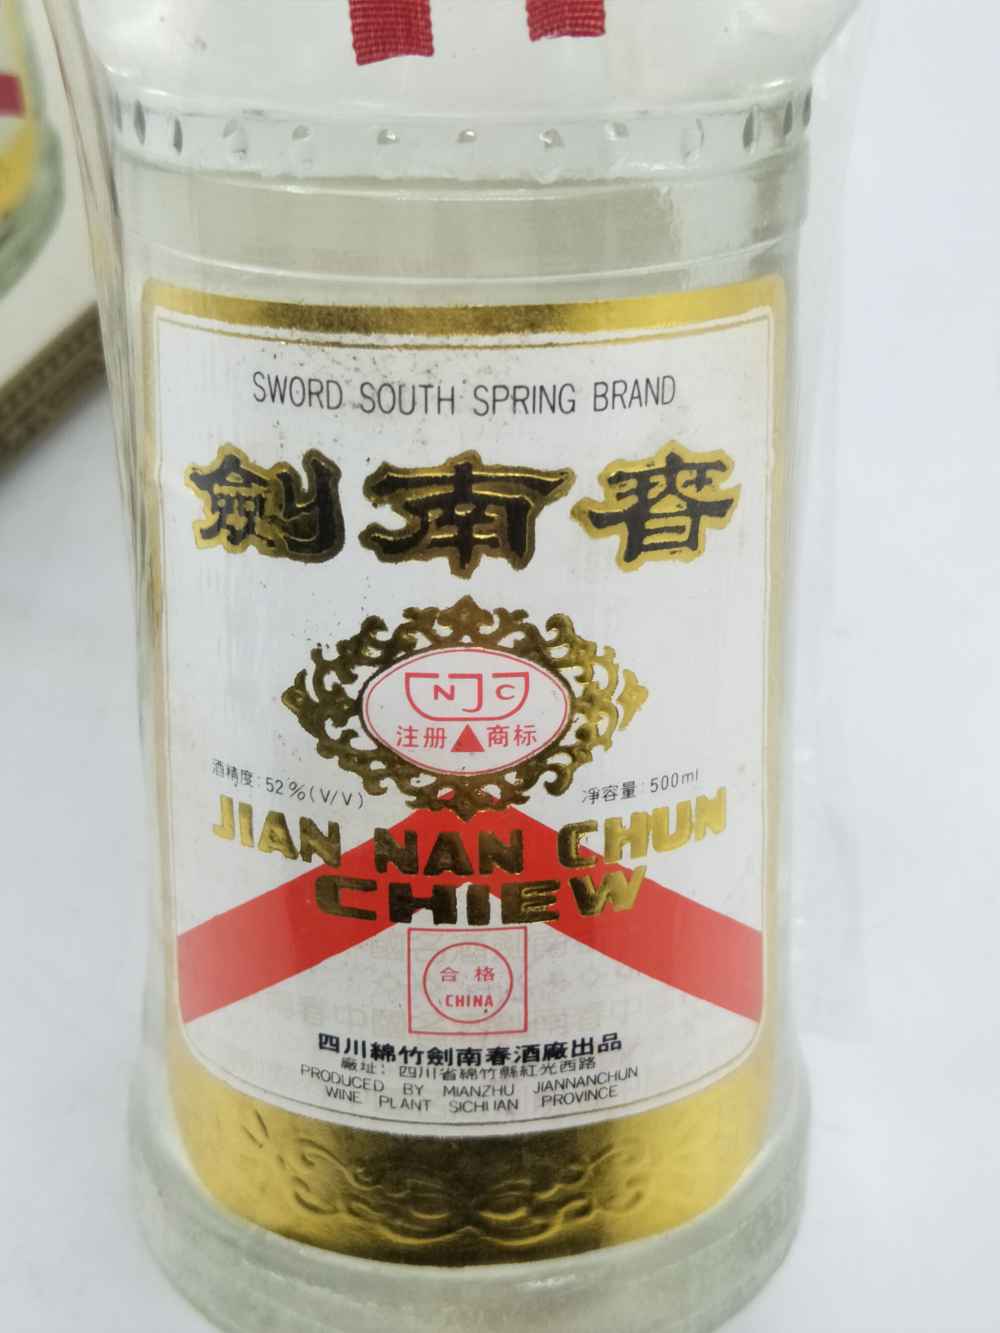 SWORD SOUTH SPRING BRAND
劍南春
NJC
注册▲商标
酒精度:52%(V/V)
净容量:500ml
JIAN NAN CHUN
CHIEW
合格
CHINA
四川綿竹劍南春酒廠出品
廠址:四川省綿竹縣紅光西路
PRODUCED BY MIANZHU JIANNANCHUN
WINE PLANT SICHUAN PROVINCE